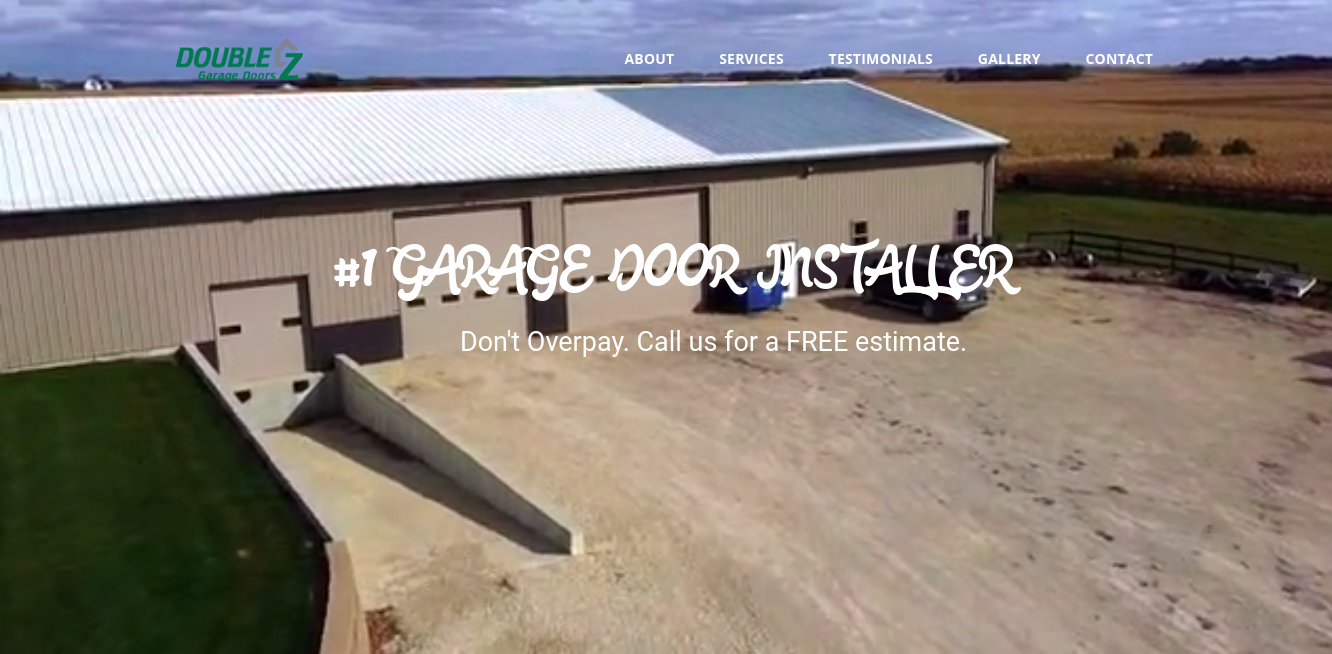 DOUBLE Z
Garage Doors
ABOUT SERVICES TESTIMONIALS GALLERY CONTACT
#1 GARAGE DOOR INSTALLER
Don't Overpay. Call us for a FREE estimate.